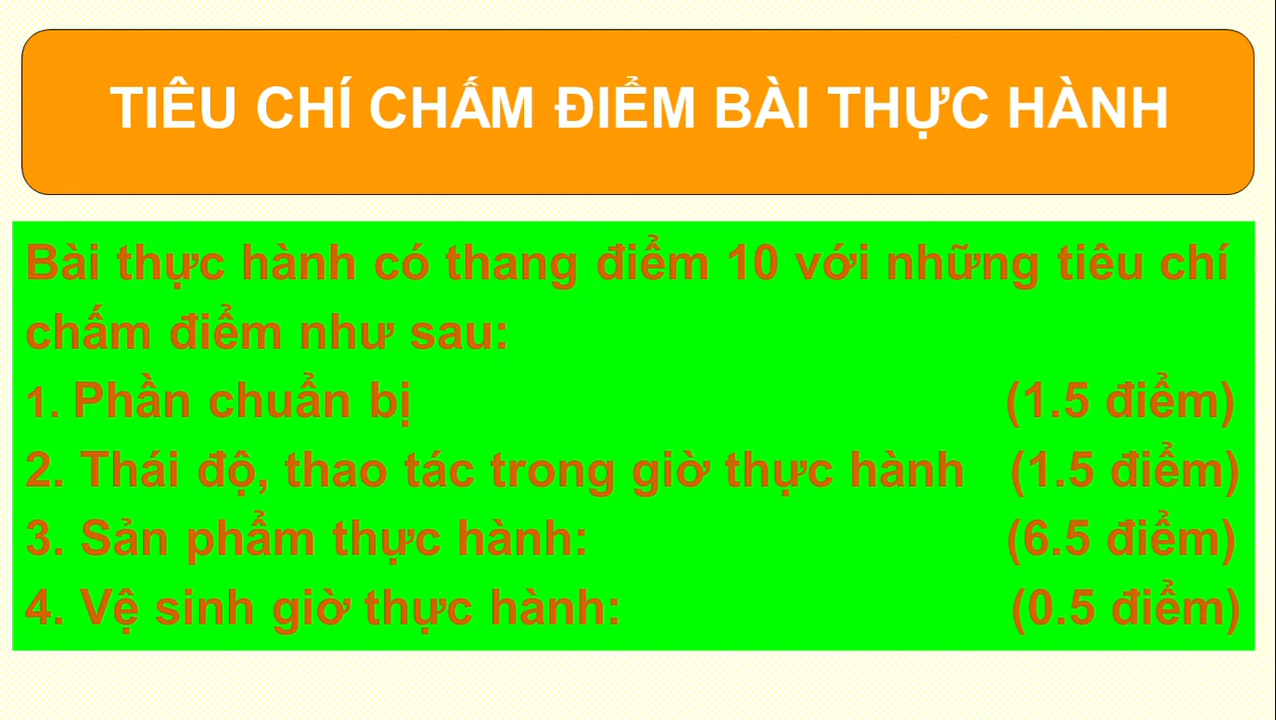 TIÊU CHÍ CHẤM ĐIỂM BÀI THỰC HÀNH
Bài thực hành có thang điểm 10 với những tiêu chí
chấm điểm như sau:
1. Phần chuẩn bị (1.5 điểm)
2. Thái độ, thao tác trong giờ thực hành (1.5 điểm)
3. Sản phẩm thực hành: (6.5 điểm)
4. Vệ sinh giờ thực hành: (0.5 điểm)